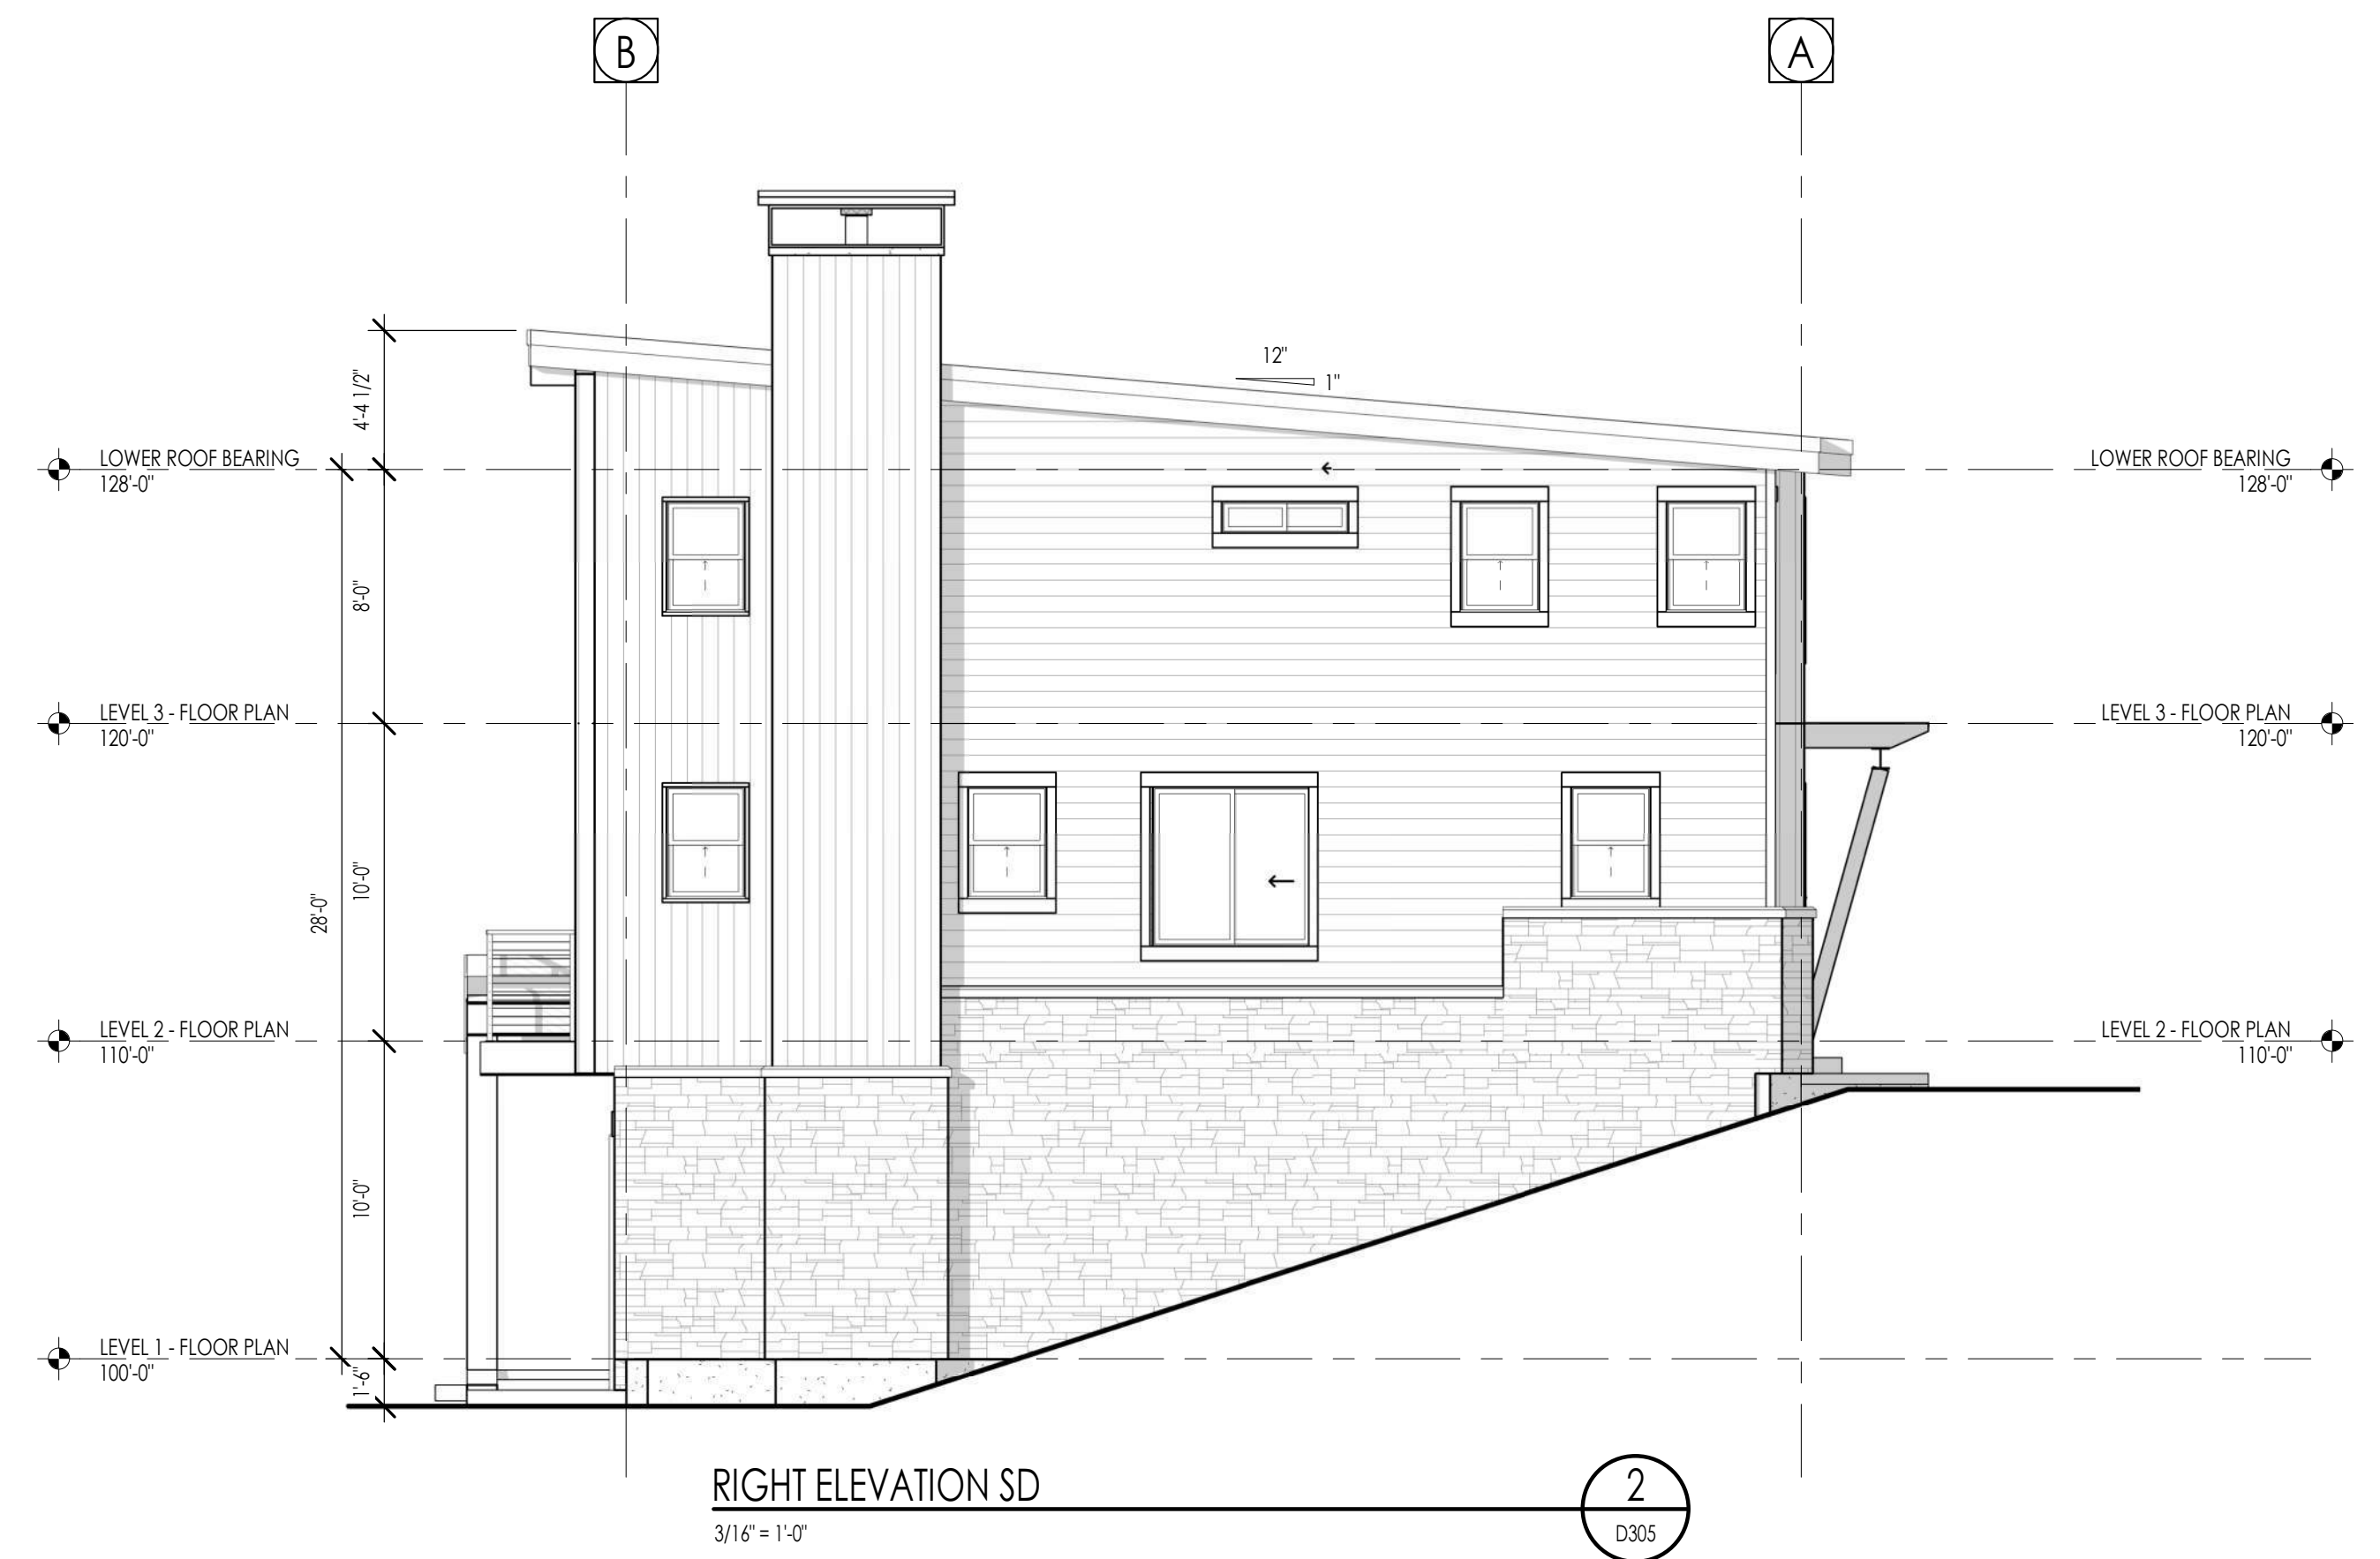 B
A
12"
1"
4'-4 1/2"
LOWER ROOF BEARING
128'-0"
LOWER ROOF BEARING
128'-0"
8'-0"
LEVEL 3 - FLOOR PLAN
120'-0"
LEVEL 3 - FLOOR PLAN
120'-0"
10'-0"
28'-0"
LEVEL 2 - FLOOR PLAN
110'-0"
LEVEL 2 - FLOOR PLAN
110'-0"
10'-0"
LEVEL 1 - FLOOR PLAN
100'-0"
1'-6"
RIGHT ELEVATION SD
3/16" = 1'-0"
2
D305